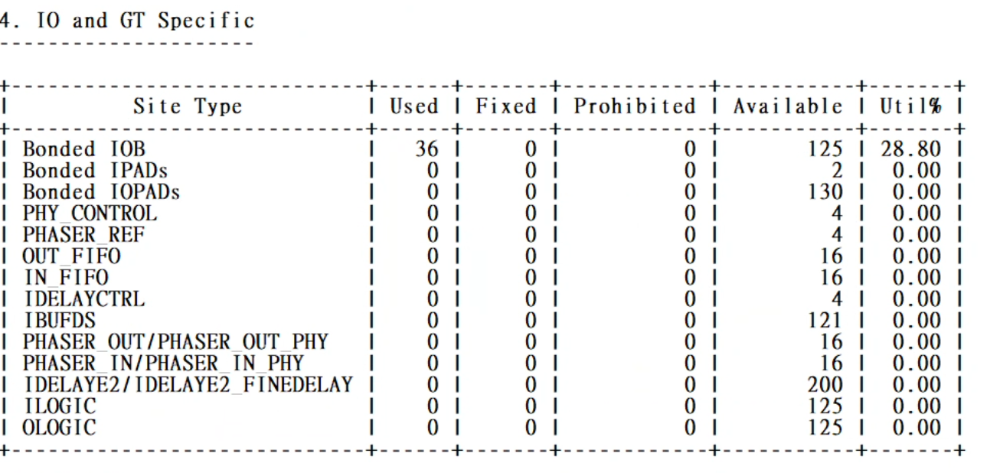 4. IO and GT Specific
---------------------
+-----------------------------+------+-------+------------+-----------+-------+
|          Site Type          | Used | Fixed | Prohibited | Available | Util% |
+-----------------------------+------+-------+------------+-----------+-------+
| Bonded IOB                  |   36 |     0 |          0 |       125 | 28.80 |
| Bonded IPADs                |    0 |     0 |          0 |         2 |  0.00 |
| Bonded IOPADs               |    0 |     0 |          0 |       130 |  0.00 |
| PHY_CONTROL                 |    0 |     0 |          0 |         4 |  0.00 |
| PHASER_REF                  |    0 |     0 |          0 |         4 |  0.00 |
| OUT_FIFO                    |    0 |     0 |          0 |        16 |  0.00 |
| IN_FIFO                     |    0 |     0 |          0 |        16 |  0.00 |
| IDELAYCTRL                  |    0 |     0 |          0 |         4 |  0.00 |
| IBUFDS                      |    0 |     0 |          0 |       121 |  0.00 |
| PHASER_OUT/PHASER_OUT_PHY   |    0 |     0 |          0 |        16 |  0.00 |
| PHASER_IN/PHASER_IN_PHY     |    0 |     0 |          0 |        16 |  0.00 |
| IDELAYE2/IDELAYE2_FINEDELAY |    0 |     0 |          0 |       200 |  0.00 |
| ILOGIC                      |    0 |     0 |          0 |       125 |  0.00 |
| OLOGIC                      |    0 |     0 |          0 |       125 |  0.00 |
+-----------------------------+------+-------+------------+-----------+-------+